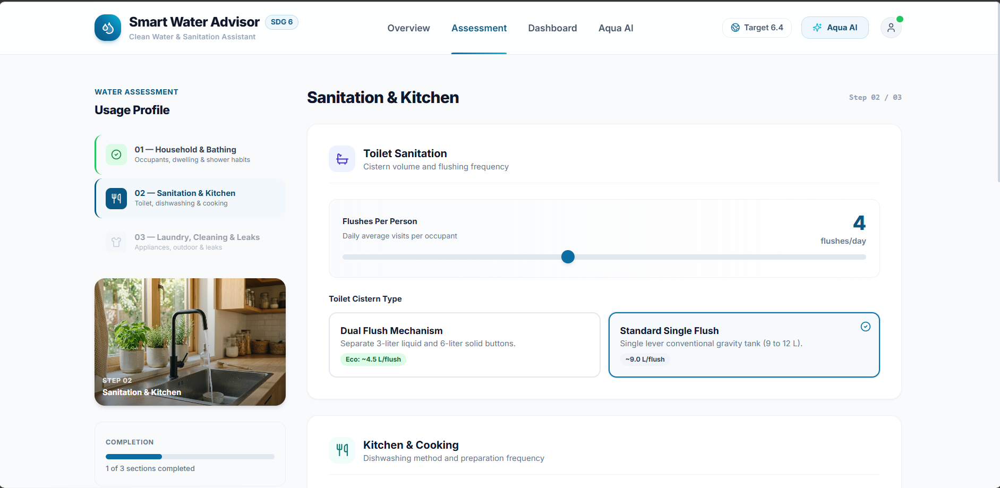 Smart Water Advisor
SDG 6
Clean Water & Sanitation Assistant
Overview
Assessment
Dashboard
Aqua AI
Target 6.4
Aqua AI
WATER ASSESSMENT
Usage Profile
01 — Household & Bathing
Occupants, dwelling & shower habits
02 — Sanitation & Kitchen
Toilet, dishwashing & cooking
03 — Laundry, Cleaning & Leaks
Appliances, outdoor & leaks
STEP 02
Sanitation & Kitchen
COMPLETION
1 of 3 sections completed
Sanitation & Kitchen
Step 02 / 03
Toilet Sanitation
Cistern volume and flushing frequency
Flushes Per Person
Daily average visits per occupant
4
flushes/day
Toilet Cistern Type
Dual Flush Mechanism
Separate 3-liter liquid and 6-liter solid buttons.
Eco: ~4.5 L/flush
Standard Single Flush
Single lever conventional gravity tank (9 to 12 L).
~9.0 L/flush
Kitchen & Cooking
Dishwashing method and preparation frequency